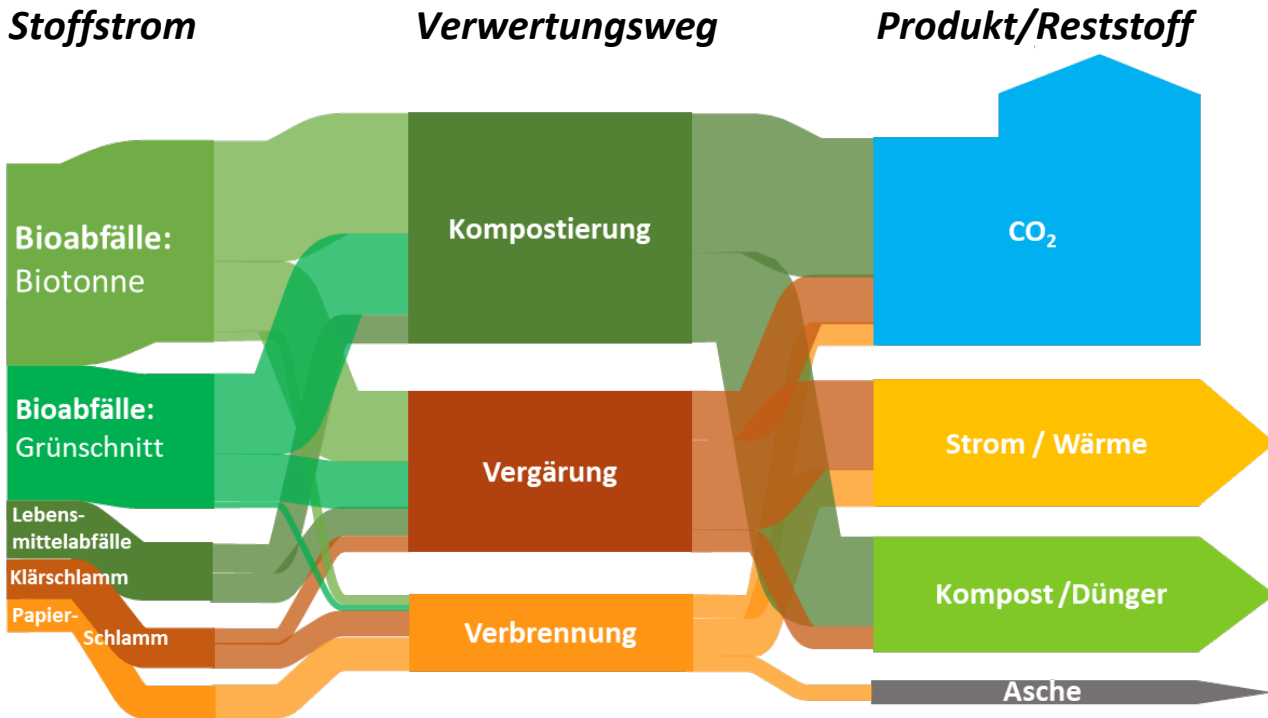 Stoffstrom
Verwertungsweg
Produkt/Reststoff
Bioabfälle:
Biotonne
Bioabfälle:
Grünschnitt
Lebens-
mittelabfälle
Klärschlamm
Papier-
Schlamm
Kompostierung
Vergärung
Verbrennung
CO₂
Strom / Wärme
Kompost /Dünger
Asche